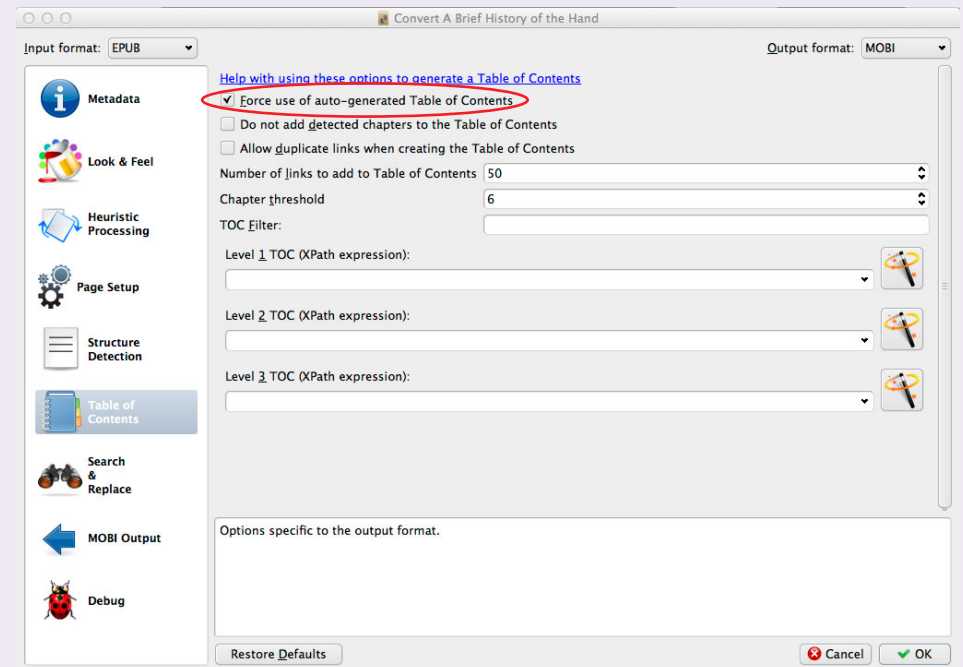 Convert A Brief History of the Hand
Input format: EPUB
Output format: MOBI
Metadata
Look & Feel
Heuristic
Processing
Page Setup
Structure
Detection
Table of
Contents
Search
&
Replace
MOBI Output
Debug
Help with using these options to generate a Table of Contents
Force use of auto-generated Table of Contents
Do not add detected chapters to the Table of Contents
Allow duplicate links when creating the Table of Contents
Number of links to add to Table of Contents 50
Chapter threshold 6
TOC Filter:
Level 1 TOC (XPath expression):
Level 2 TOC (XPath expression):
Level 3 TOC (XPath expression):
Options specific to the output format.
Restore Defaults
Cancel
OK